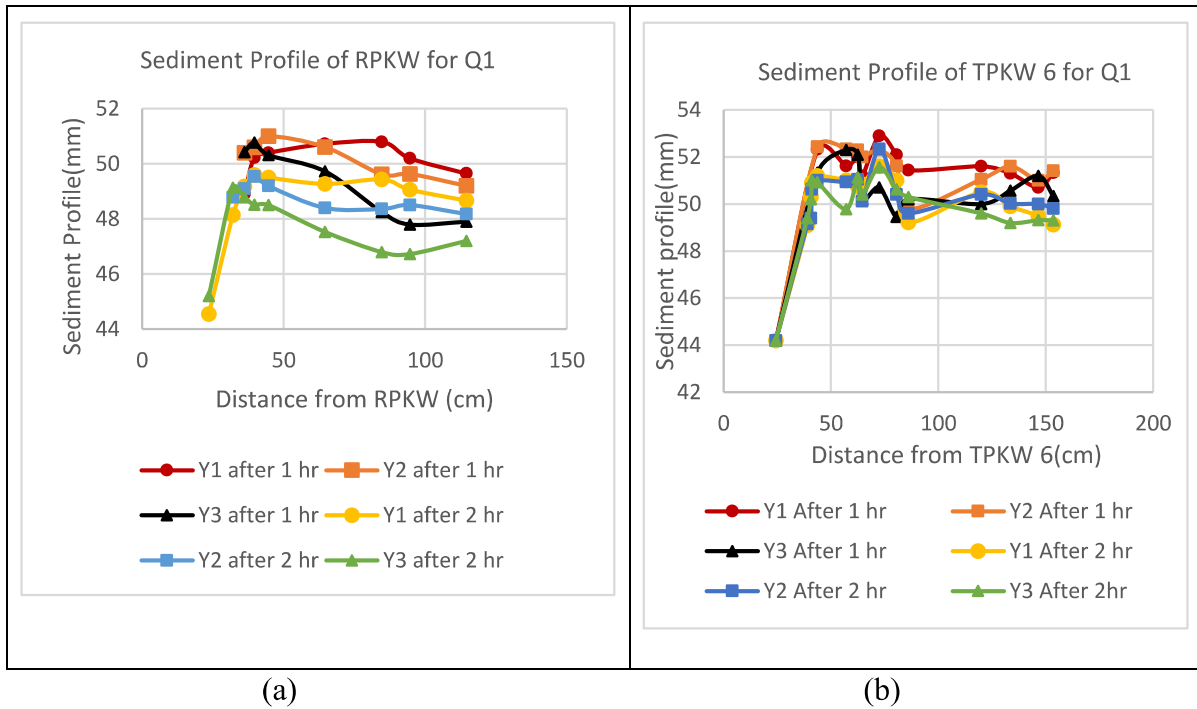 Sediment Profile of RPKW for Q1
Sediment Profile(mm)
52
50
48
46
44
0
50
100
150
Distance from RPKW (cm)
Y1 after 1 hr
Y2 after 1 hr
Y3 after 1 hr
Y1 after 2 hr
Y2 after 2 hr
Y3 after 2 hr
(a)
Sediment Profile of TPKW 6 for Q1
Sediment profile(mm)
54
52
50
48
46
44
42
0
50
100
150
200
Distance from TPKW 6(cm)
Y1 After 1 hr
Y2 After 1 hr
Y3 After 1 hr
Y1 After 2 hr
Y2 After 2 hr
Y3 After 2hr
(b)